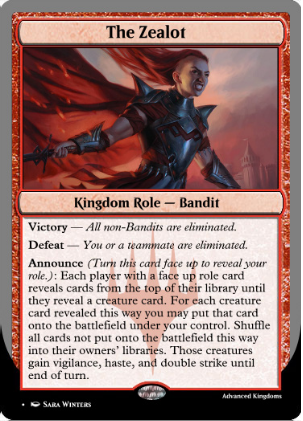 The Zealot
Kingdom Role — Bandit
Victory — All non-Bandits are eliminated.
Defeat — You or a teammate are eliminated.
Announce (Turn this card face up to reveal your
role.): Each player with a face up role card
reveals cards from the top of their library until
they reveal a creature card. For each creature
card revealed this way you may put that card
onto the battlefield under your control. Shuffle
all cards not put onto the battlefield this way
into their owners' libraries. Those creatures
gain vigilance, haste, and double strike until
end of turn.
Advanced Kingdoms
• Sara Winters